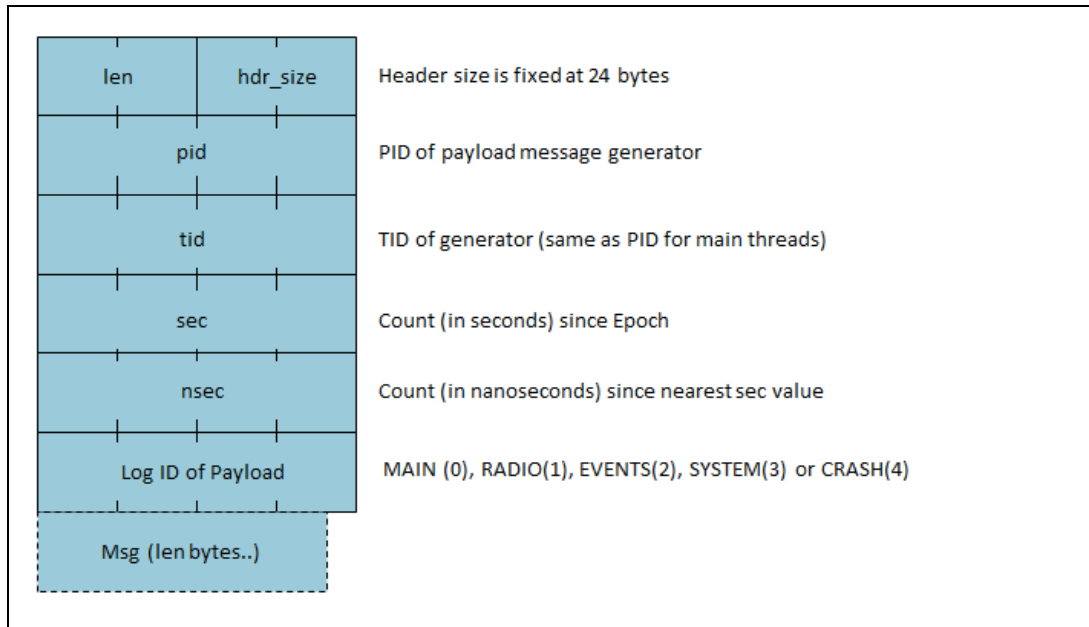 len hdr_size Header size is fixed at 24 bytes
pid PID of payload message generator
tid TID of generator (same as PID for main threads)
sec Count (in seconds) since Epoch
nsec Count (in nanoseconds) since nearest sec value
Log ID of Payload MAIN (0), RADIO(1), EVENTS(2), SYSTEM(3) or CRASH(4)
Msg (len bytes..)